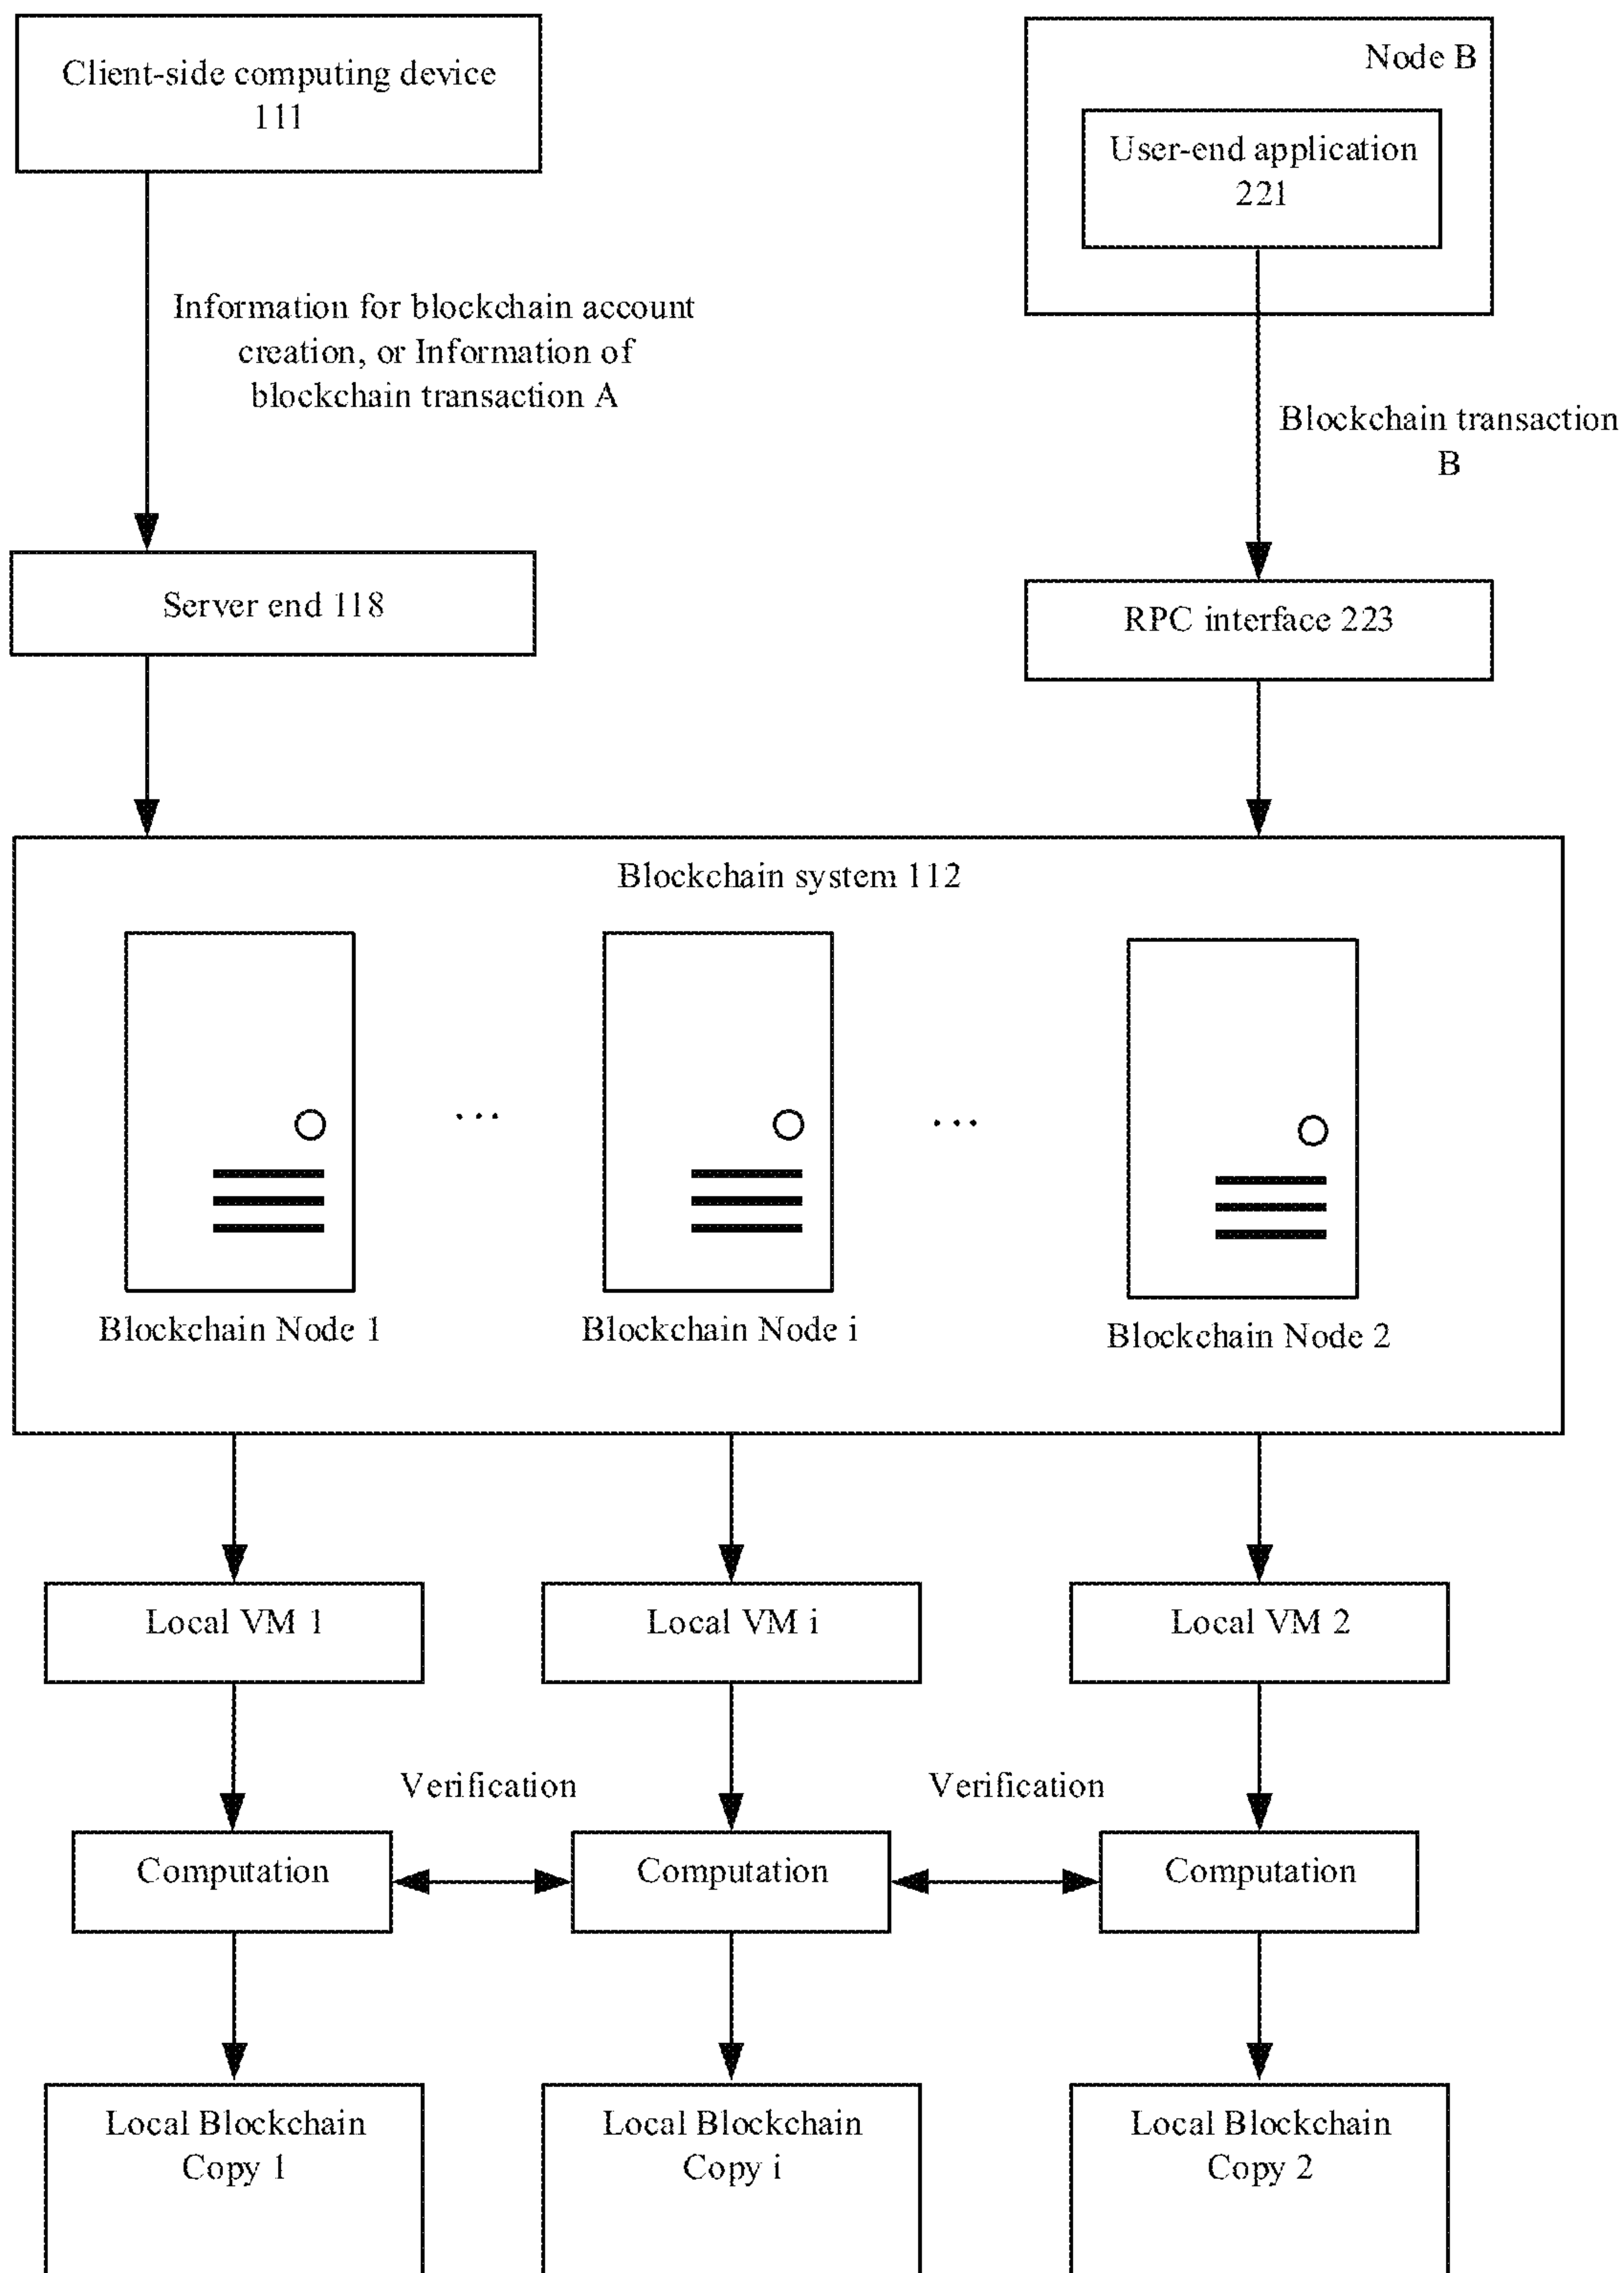 Client-side computing device
111
Node B
User-end application
221
Information for blockchain account
creation, or Information of
blockchain transaction A
Blockchain transaction
B
Server end 118
RPC interface 223
Blockchain system 112
...
...
Blockchain Node 1
Blockchain Node i
Blockchain Node 2
Local VM 1
Local VM i
Local VM 2
Verification
Verification
Computation
Computation
Computation
Local Blockchain
Copy 1
Local Blockchain
Copy i
Local Blockchain
Copy 2